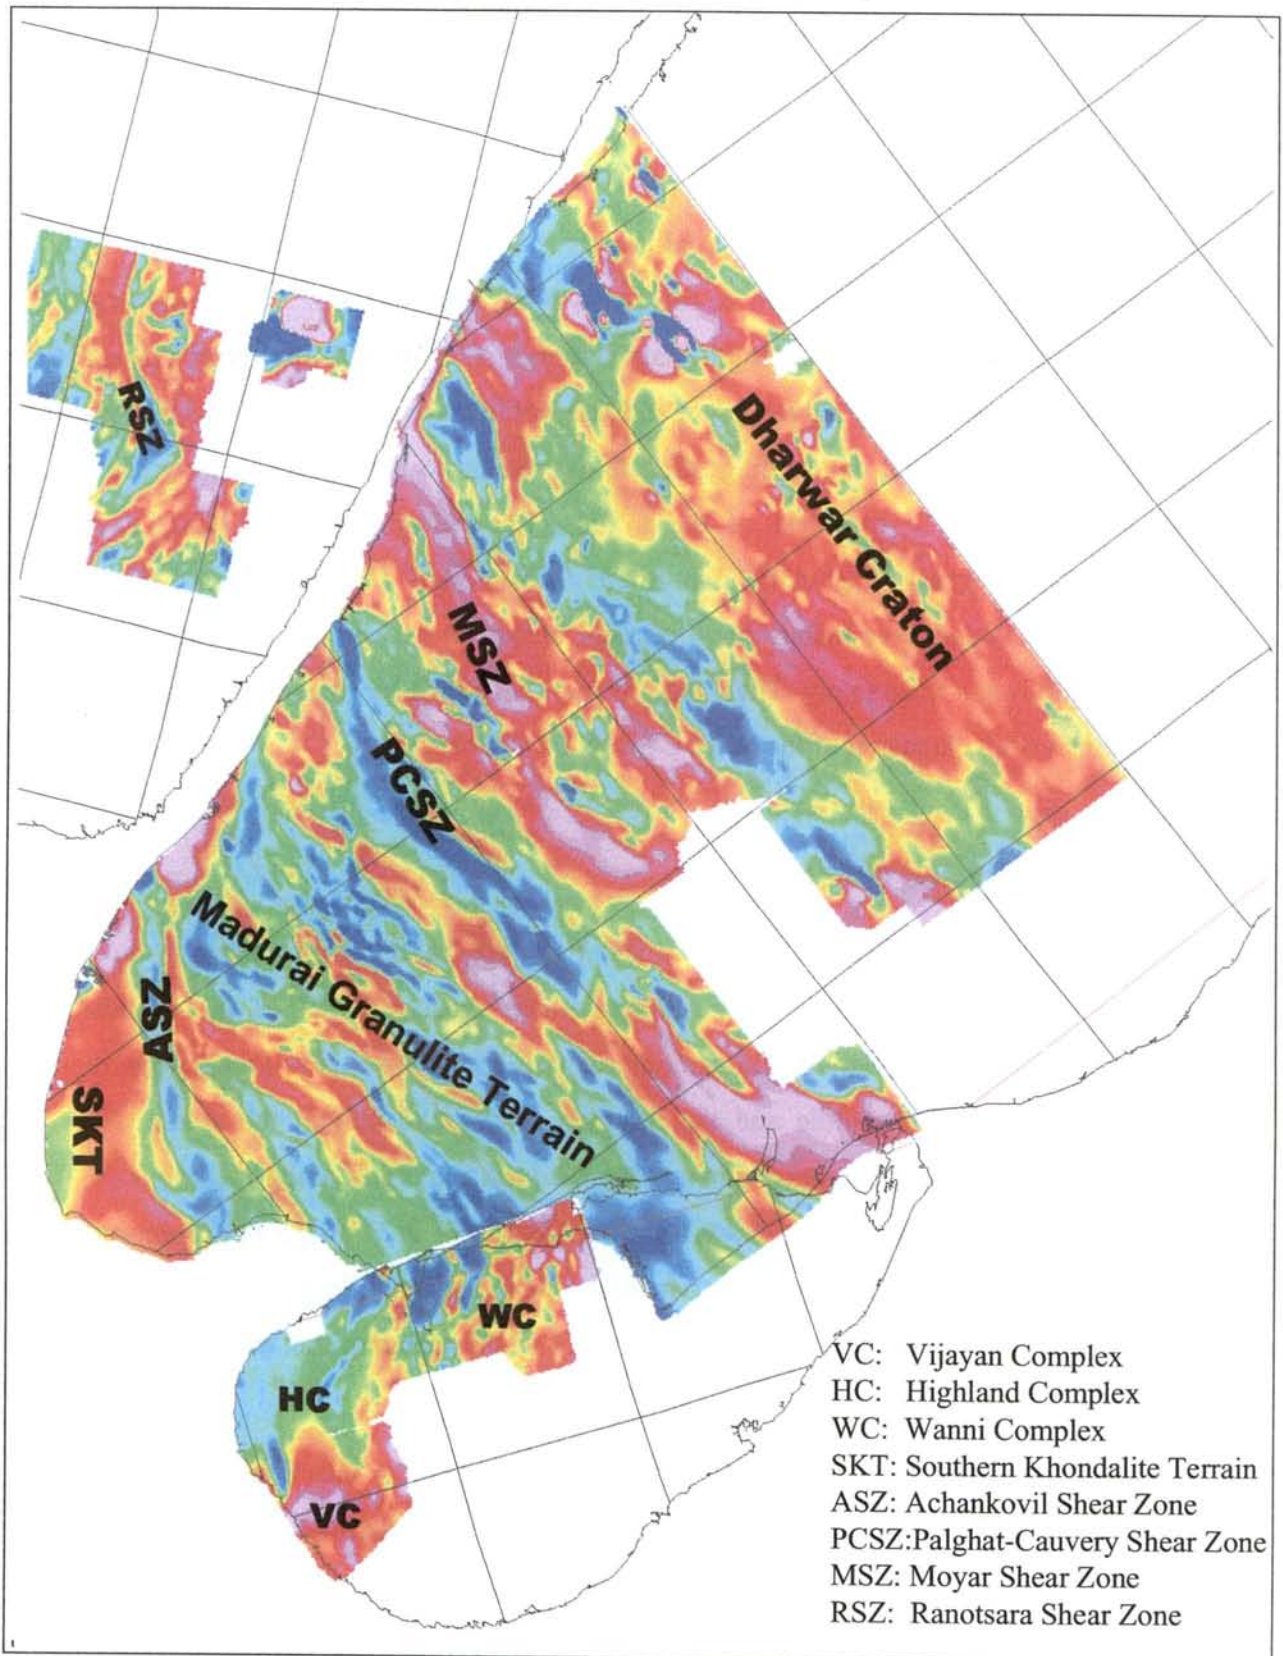 RSZ
Dharwar Craton
MSZ
PCSZ
Madurai Granulite Terrain
ASZ
SKT
WC
HC
VC
VC: Vijayan Complex
HC: Highland Complex
WC: Wanni Complex
SKT: Southern Khondalite Terrain
ASZ: Achankovil Shear Zone
PCSZ:Palghat-Cauvery Shear Zone
MSZ: Moyar Shear Zone
RSZ: Ranotsara Shear Zone